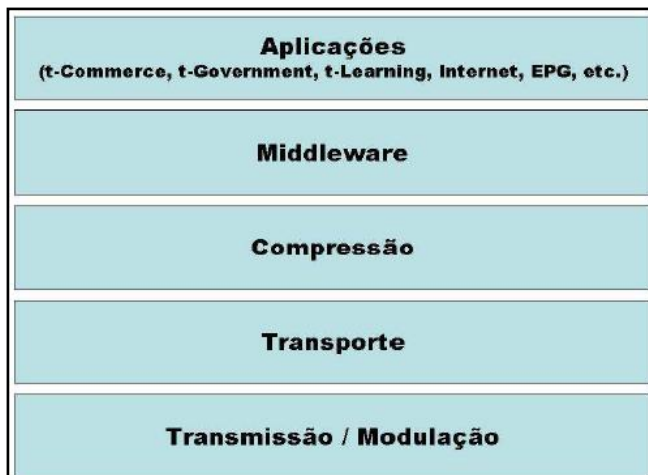 Aplicações
(t-Commerce, t-Government, t-Learning, Internet, EPG, etc.)
Middleware
Compressão
Transporte
Transmissão / Modulação